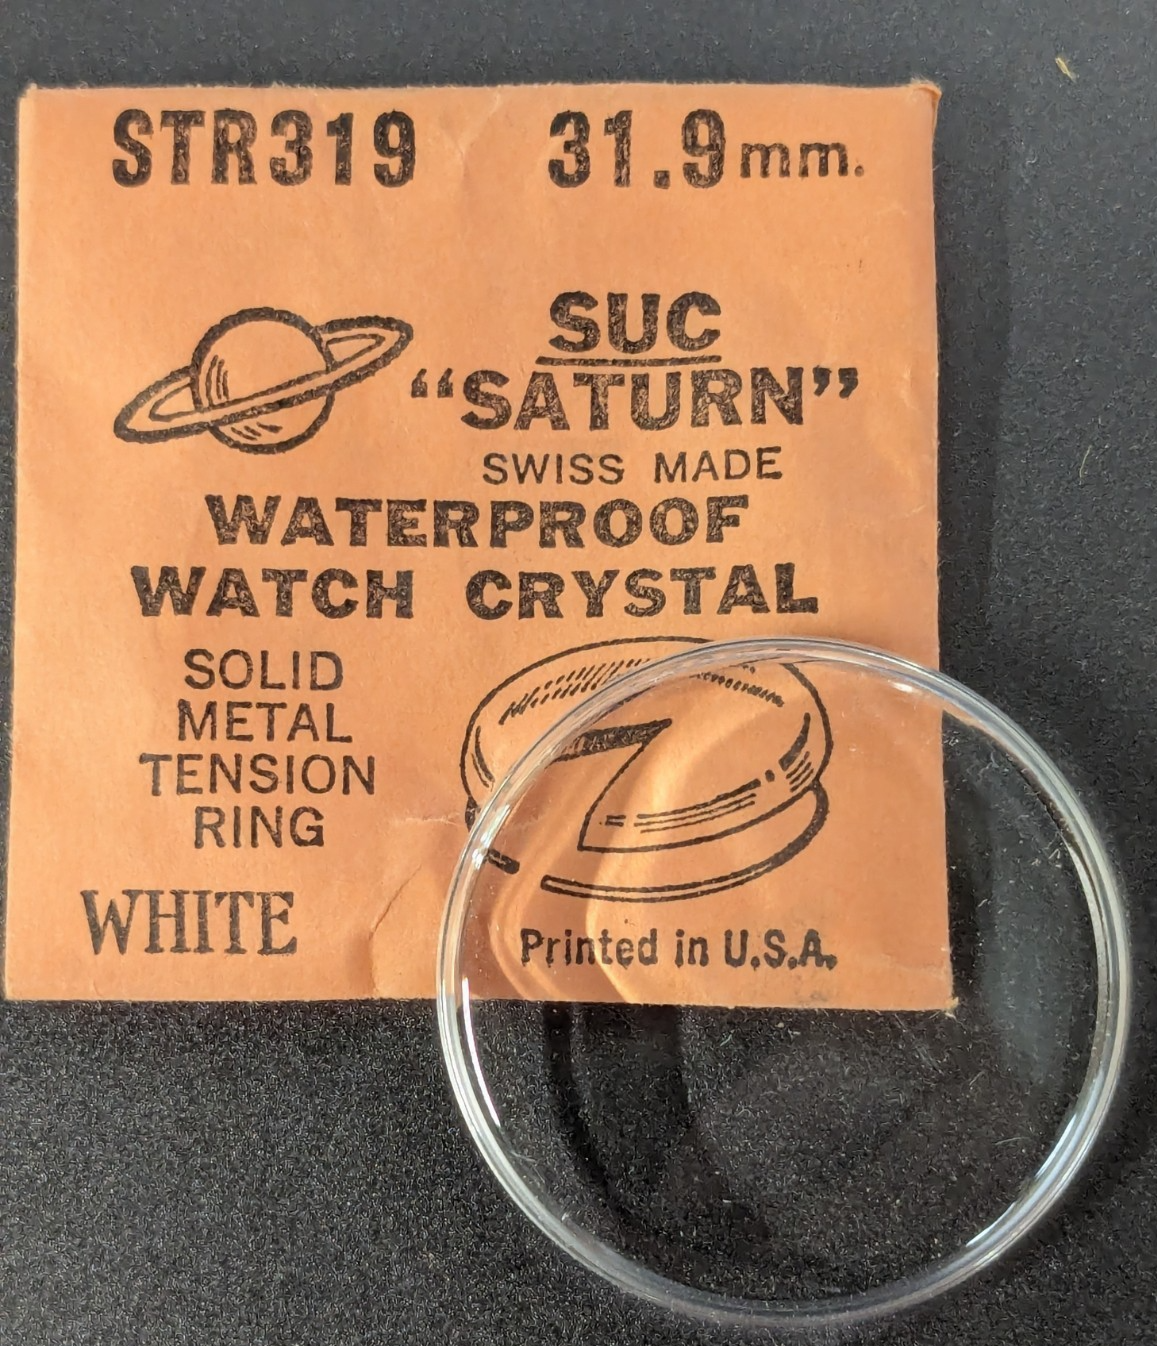 STR319 31.9mm.
SUC
“SATURN”
SWISS MADE
WATERPROOF
WATCH CRYSTAL
SOLID
METAL
TENSION
RING
WHITE
Printed in U.S.A.